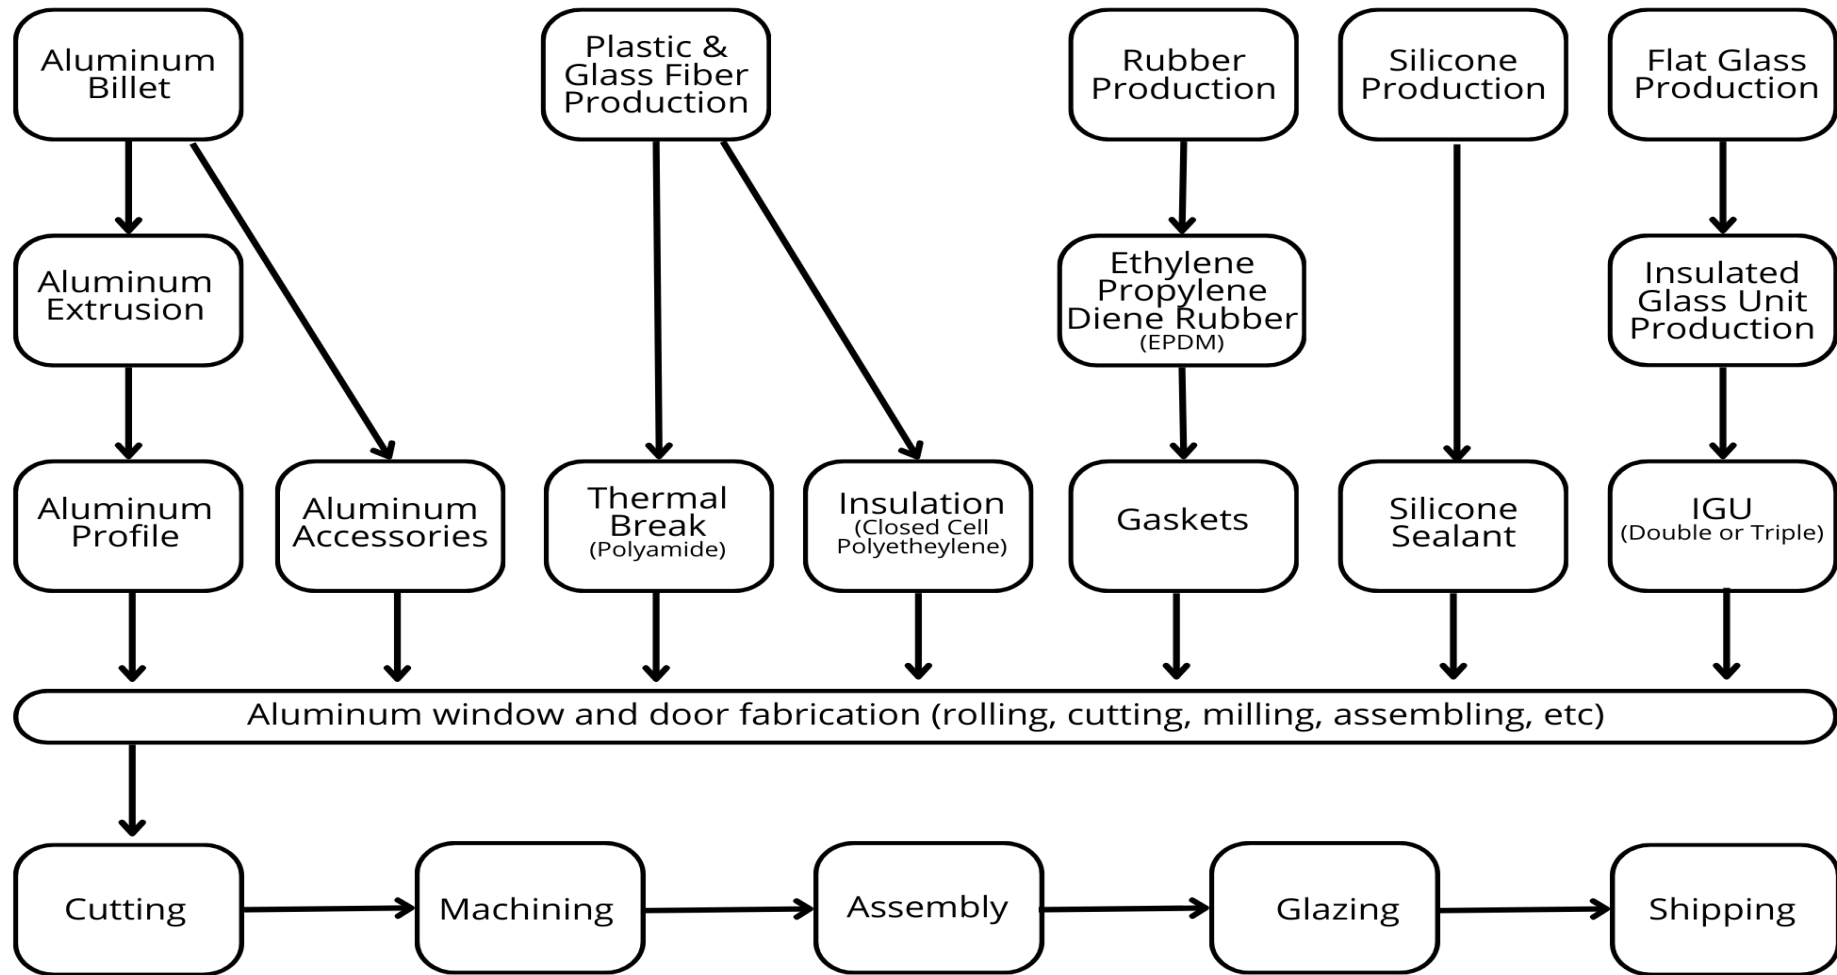 Aluminum
Billet
Plastic &
Glass Fiber
Production
Rubber
Production
Silicone
Production
Flat Glass
Production
Aluminum
Extrusion
Ethylene
Propylene
Diene Rubber
(EPDM)
Insulated
Glass Unit
Production
Aluminum
Profile
Aluminum
Accessories
Thermal
Break
(Polyamide)
Insulation
(Closed Cell
Polyetheylene)
Gaskets
Silicone
Sealant
IGU
(Double or Triple)
Aluminum window and door fabrication (rolling, cutting, milling, assembling, etc)
Cutting
Machining
Assembly
Glazing
Shipping